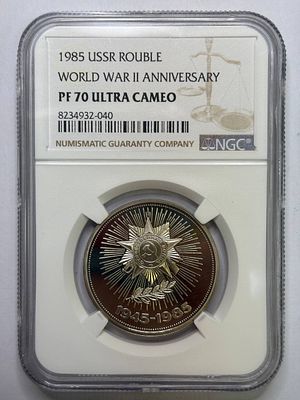 1985 USSR ROUBLE
WORLD WAR II ANNIVERSARY
PF 70 ULTRA CAMEO
8234932-040
NUMISMATIC GUARANTY COMPANY
NGC
1945-1985